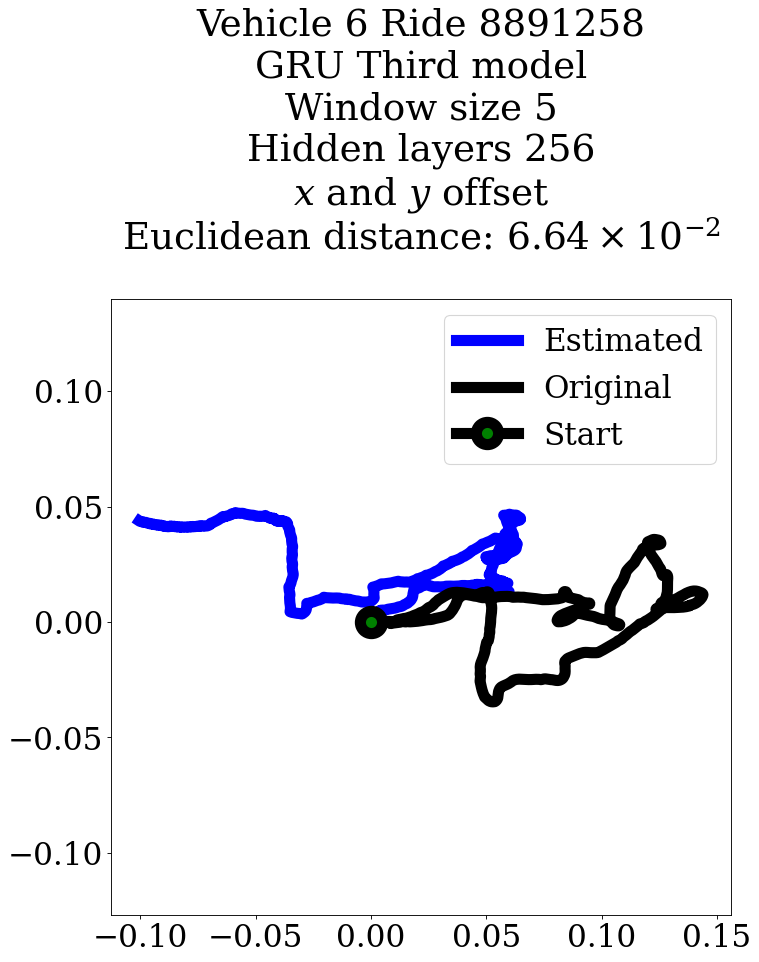 Vehicle 6 Ride 8891258
GRU Third model
Window size 5
Hidden layers 256
x and y offset
Euclidean distance: 6.64 × 10⁻²
Estimated
Original
Start
0.10
0.05
0.00
−0.05
−0.10
−0.10 −0.05 0.00 0.05 0.10 0.15